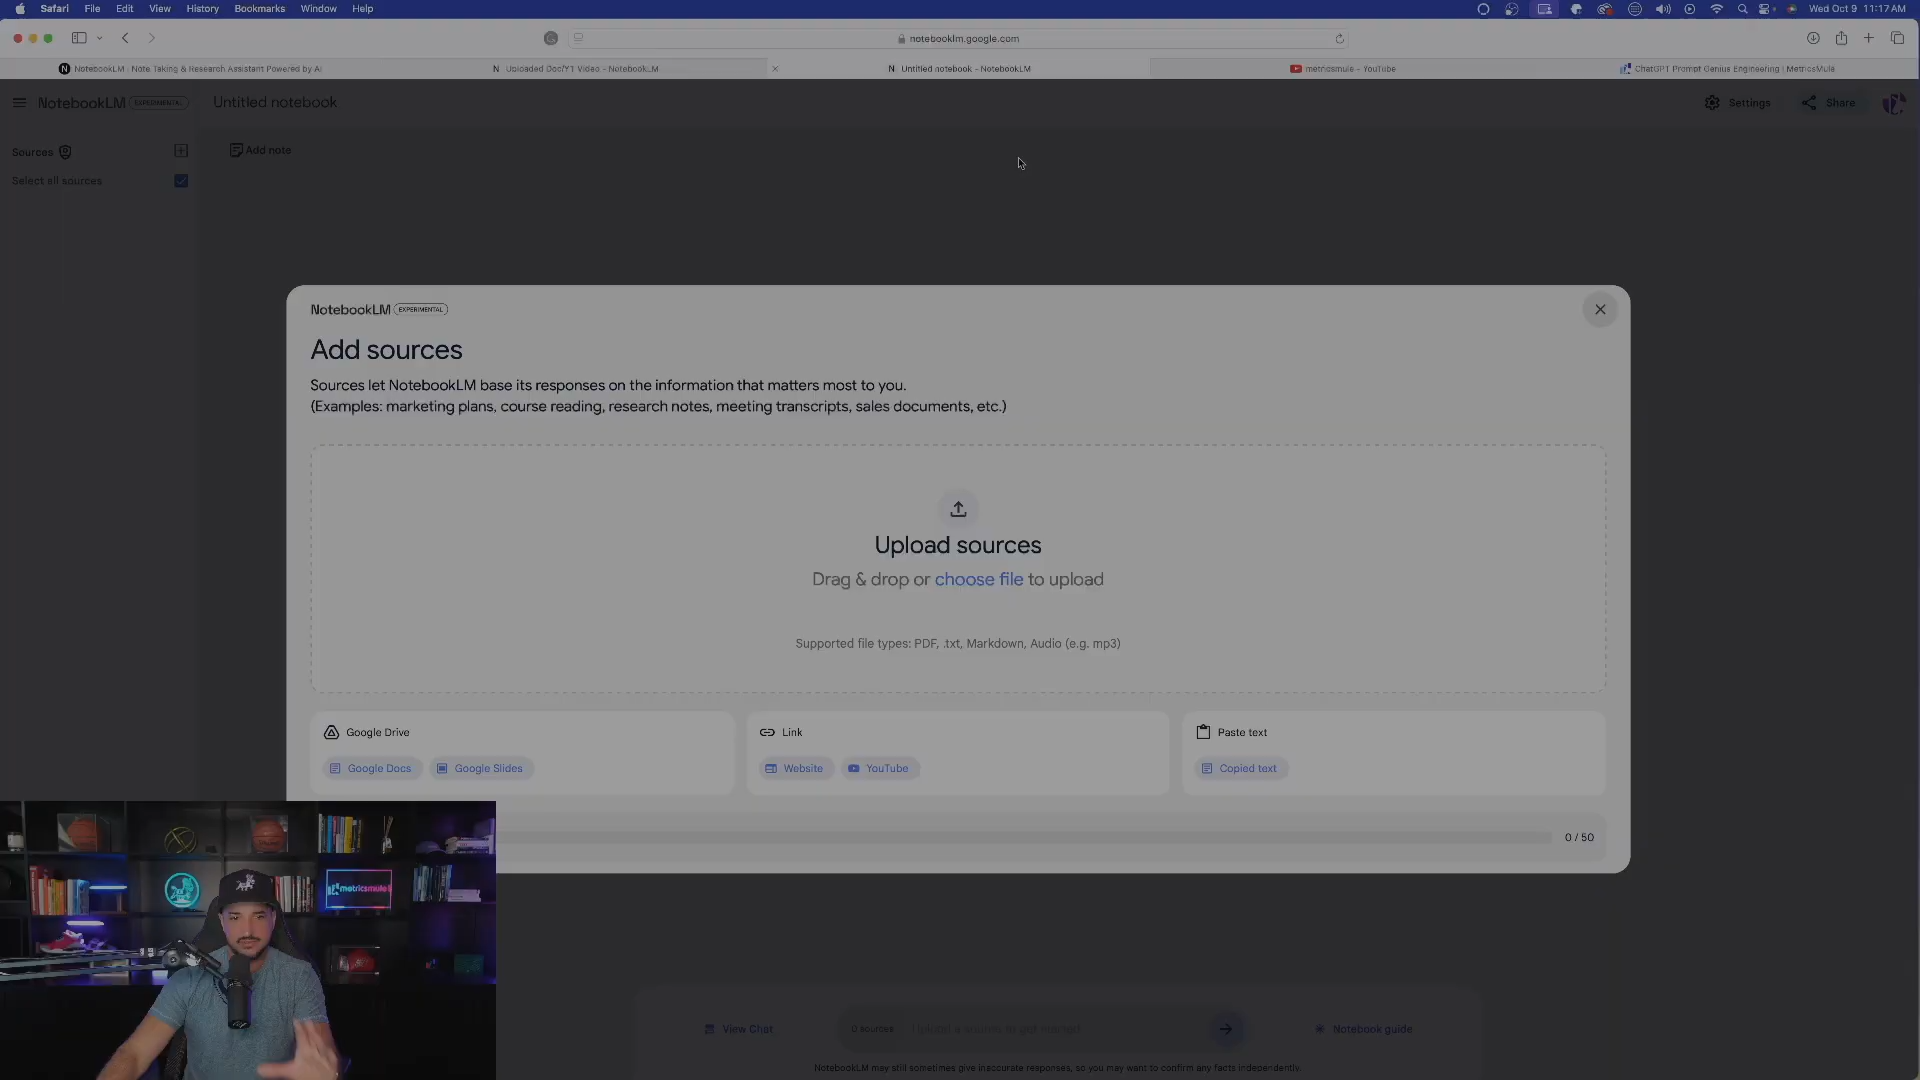 Safari File Edit View History Bookmarks Window Help
Wed Oct 9 11:17 AM
notebooklm.google.com
NotebookLM | Note Taking & Research Assistant Powered by AI
Uploaded Doc/YT Video - NotebookLM
Untitled notebook - NotebookLM
metricsmule - YouTube
ChatGPT Prompt Genius Engineering | MetricsMule
NotebookLM EXPERIMENTAL
Untitled notebook
Settings
Share
Sources
Add note
Select all sources
NotebookLM EXPERIMENTAL
Add sources
Sources let NotebookLM base its responses on the information that matters most to you.
(Examples: marketing plans, course reading, research notes, meeting transcripts, sales documents, etc.)
Upload sources
Drag & drop or choose file to upload
Supported file types: PDF, .txt, Markdown, Audio (e.g. mp3)
Google Drive
Link
Paste text
Google Docs
Google Slides
Website
YouTube
Copied text
0 / 50
metricsmule
View Chat
0 sources
Upload a source to get started
Notebook guide
NotebookLM may still sometimes give inaccurate responses, so you may want to confirm any facts independently.